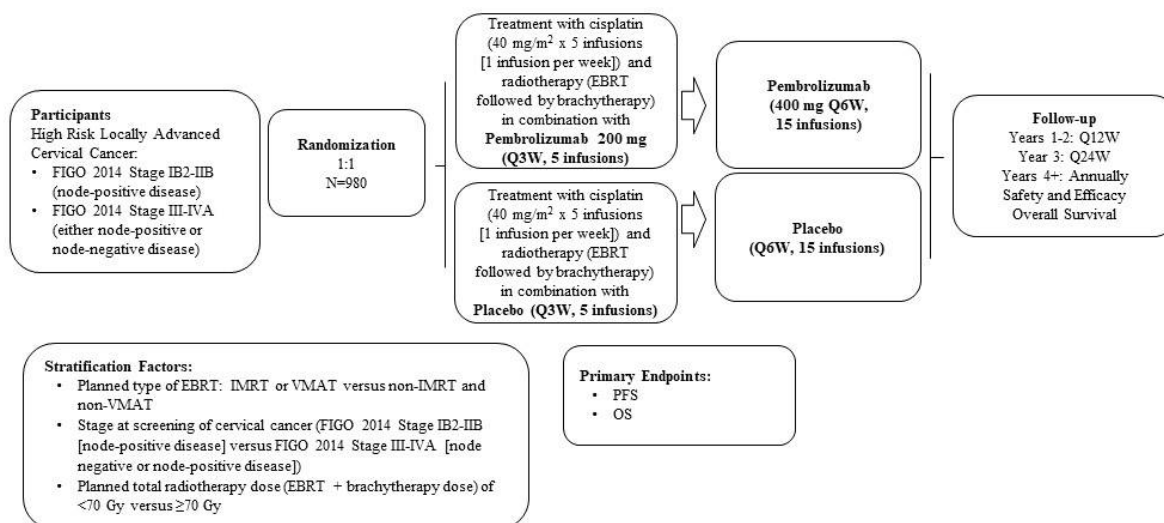 Participants
High Risk Locally Advanced
Cervical Cancer:
• FIGO 2014 Stage IB2-IIB
(node-positive disease)
• FIGO 2014 Stage III-IVA
(either node-positive or
node-negative disease)
Randomization
1:1
N=980
Treatment with cisplatin
(40 mg/m² x 5 infusions
[1 infusion per week]) and
radiotherapy (EBRT
followed by brachytherapy)
in combination with
Pembrolizumab 200 mg
(Q3W, 5 infusions)
Treatment with cisplatin
(40 mg/m² x 5 infusions
[1 infusion per week]) and
radiotherapy (EBRT
followed by brachytherapy)
in combination with
Placebo (Q3W, 5 infusions)
Pembrolizumab
(400 mg Q6W,
15 infusions)
Placebo
(Q6W, 15 infusions)
Follow-up
Years 1-2: Q12W
Year 3: Q24W
Years 4+: Annually
Safety and Efficacy
Overall Survival
Stratification Factors:
• Planned type of EBRT: IMRT or VMAT versus non-IMRT and
non-VMAT
• Stage at screening of cervical cancer (FIGO 2014 Stage IB2-IIB
[node-positive disease] versus FIGO 2014 Stage III-IVA [node
negative or node-positive disease])
• Planned total radiotherapy dose (EBRT + brachytherapy dose) of
<70 Gy versus ≥70 Gy
Primary Endpoints:
• PFS
• OS